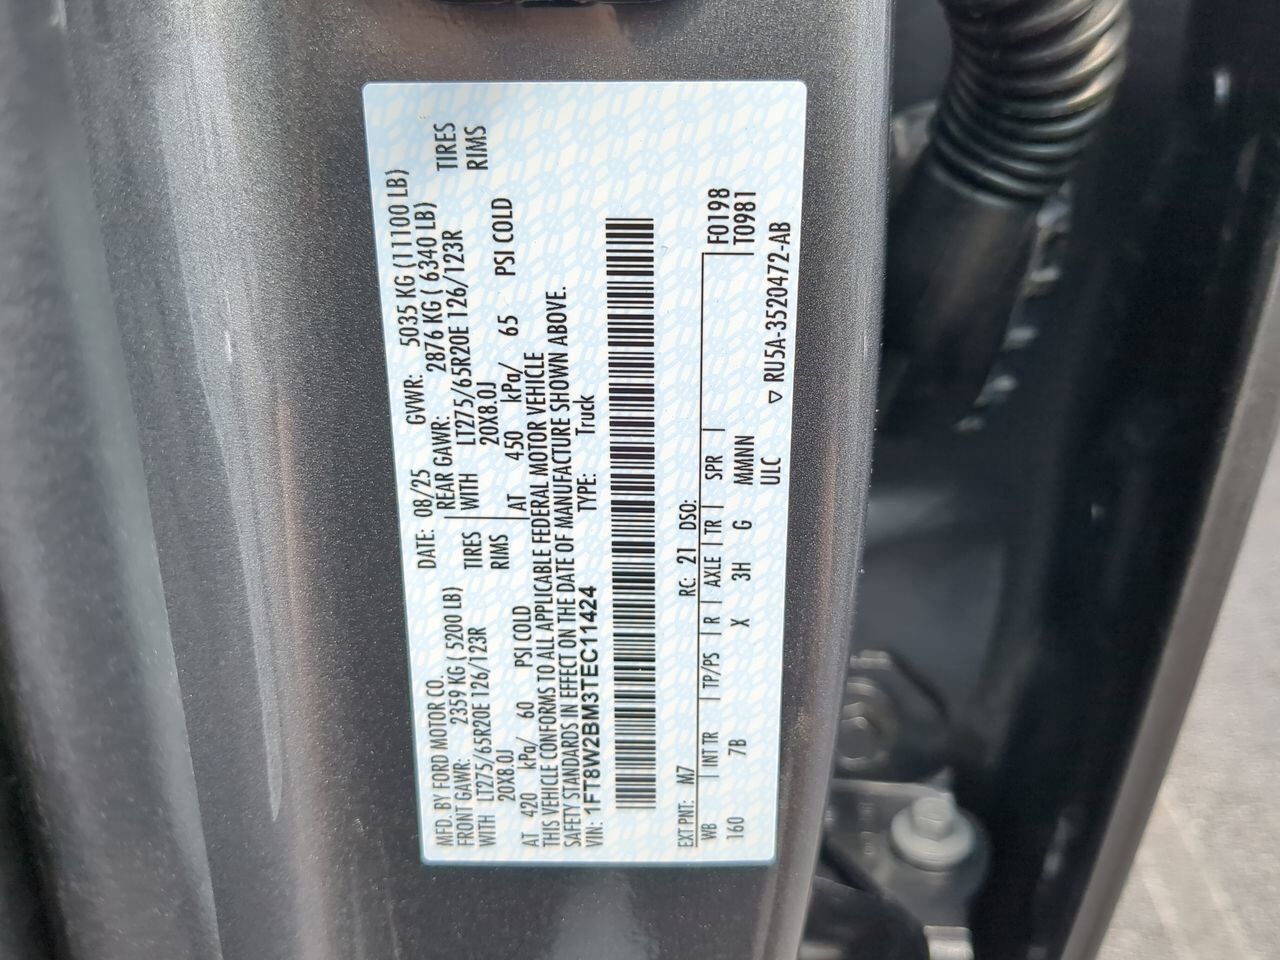 MFD. BY FORD MOTOR CO. DATE: 08/25 GVWR: 5035 KG (11100 LB)
FRONT GAWR: 2359 KG ( 5200 LB) REAR GAWR: 2876 KG ( 6340 LB)
WITH LT275/65R20E 126/123R TIRES WITH LT275/65R20E 126/123R TIRES
20X8.0J RIMS 20X8.0J RIMS
AT 420 kPa/ 60 PSI COLD AT 450 kPa/ 65 PSI COLD
THIS VEHICLE CONFORMS TO ALL APPLICABLE FEDERAL MOTOR VEHICLE
SAFETY STANDARDS IN EFFECT ON THE DATE OF MANUFACTURE SHOWN ABOVE.
VIN: 1FT8W2BM3TEC11424 TYPE: Truck
EXT PNT: M7 RC: 21 DSO:
WB INT TR TP/PS R AXLE TR SPR F0198
160 7B X 3H G MMNN T0981
ULC ▽ RU5A-3520472-AB